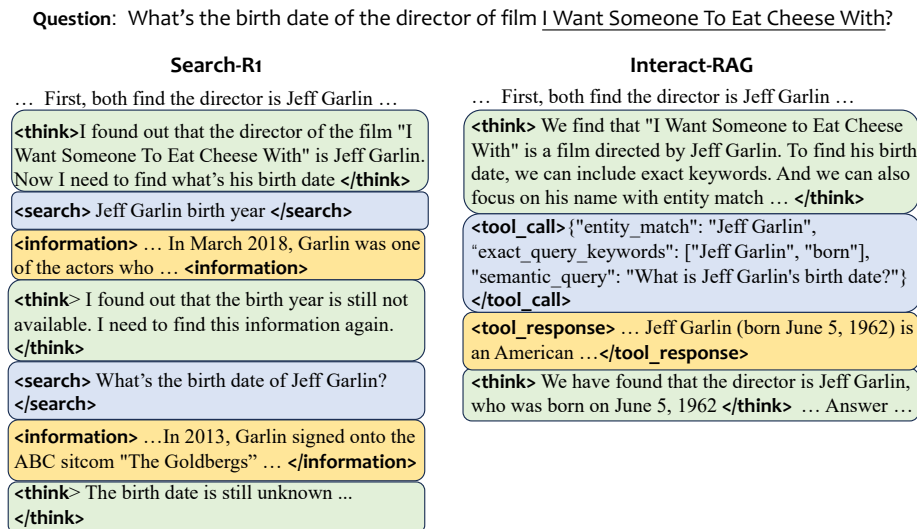 Question: What's the birth date of the director of film I Want Someone To Eat Cheese With?
Search-R1
… First, both find the director is Jeff Garlin …
<think>I found out that the director of the film "I
Want Someone To Eat Cheese With" is Jeff Garlin.
Now I need to find what's his birth date </think>
<search> Jeff Garlin birth year </search>
<information> … In March 2018, Garlin was one
of the actors who … <information>
<think> I found out that the birth year is still not
available. I need to find this information again.
</think>
<search> What's the birth date of Jeff Garlin?
</search>
<information> …In 2013, Garlin signed onto the
ABC sitcom "The Goldbergs” … </information>
<think> The birth date is still unknown ...
</think>
Interact-RAG
… First, both find the director is Jeff Garlin …
<think> We find that "I Want Someone to Eat Cheese
With" is a film directed by Jeff Garlin. To find his birth
date, we can include exact keywords. And we can also
focus on his name with entity match … </think>
<tool_call>{"entity_match": "Jeff Garlin",
“exact_query_keywords": ["Jeff Garlin", "born"],
"semantic_query": "What is Jeff Garlin's birth date?"}
</tool_call>
<tool_response> … Jeff Garlin (born June 5, 1962) is
an American …</tool_response>
<think> We have found that the director is Jeff Garlin,
who was born on June 5, 1962 </think> … Answer …